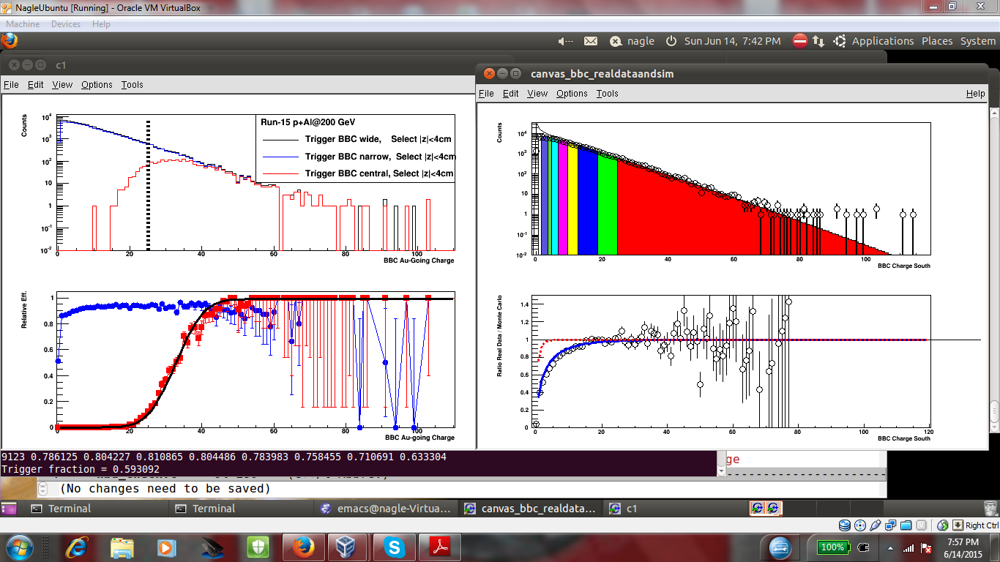 NagleUbuntu [Running] - Oracle VM VirtualBox
Machine Devices Help
nagle Sun Jun 14, 7:42 PM Applications Places System
c1
File Edit View Options Tools
Counts
10^4
10^3
10^2
10
1
10^-1
10^-2
0 20 40 60 80 100
BBC Au-Going Charge
Run-15 p+Al@200 GeV
Trigger BBC wide, Select |z|<4cm
Trigger BBC narrow, Select |z|<4cm
Trigger BBC central, Select |z|<4cm
Relative Eff.
1
0.8
0.6
0.4
0.2
0
0 20 40 60 80 100
BBC Au-going Charge
canvas_bbc_realdataandsim
File Edit View Options Tools Help
Counts
10^4
10^3
10^2
10
1
10^-1
10^-2
0 20 40 60 80 100
BBC Charge South
Ratio Real Data / Monte Carlo
1.4
1.2
1
0.8
0.6
0.4
0.2
0
0 20 40 60 80 100 120
BBC Charge South
9123 0.786125 0.804227 0.810865 0.804486 0.783983 0.758455 0.710691 0.633304
Trigger fraction = 0.593092
ge
(No changes need to be saved)
Terminal Terminal emacs@nagle-Virtua... canvas_bbc_realdata... c1
Right Ctrl
100%
7:57 PM
6/14/2015